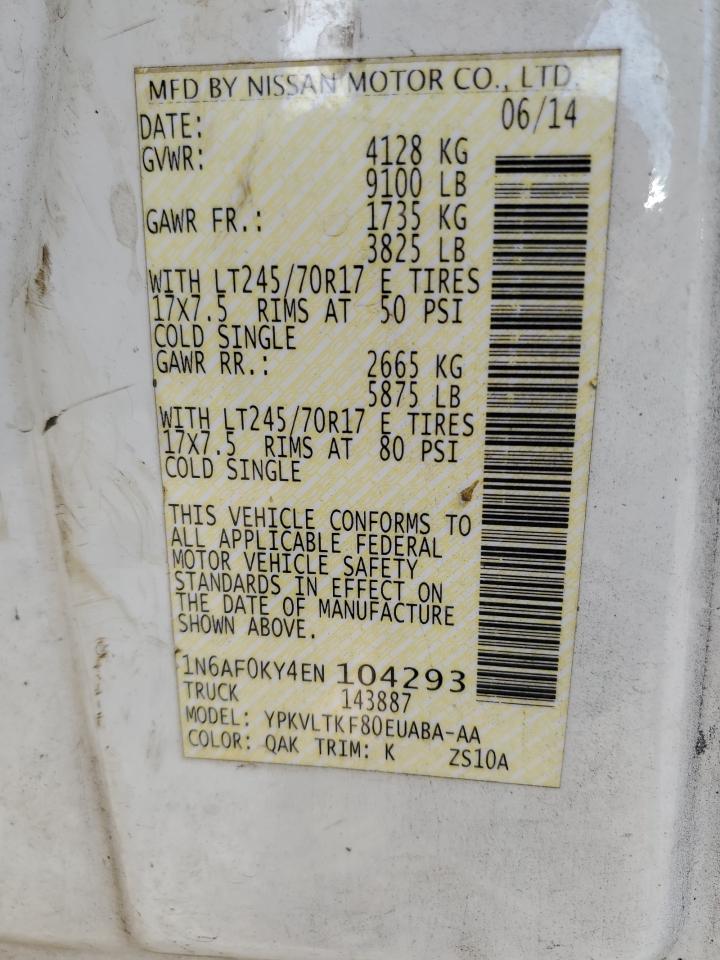 MFD BY NISSAN MOTOR CO., LTD.
DATE: 06/14
GVWR: 4128 KG
9100 LB
GAWR FR.: 1735 KG
3825 LB
WITH LT245/70R17 E TIRES
17X7.5 RIMS AT 50 PSI
COLD SINGLE
GAWR RR.: 2665 KG
5875 LB
WITH LT245/70R17 E TIRES
17X7.5 RIMS AT 80 PSI
COLD SINGLE
THIS VEHICLE CONFORMS TO
ALL APPLICABLE FEDERAL
MOTOR VEHICLE SAFETY
STANDARDS IN EFFECT ON
THE DATE OF MANUFACTURE
SHOWN ABOVE.
1N6AF0KY4EN 104293
TRUCK 143887
MODEL: YPKVLTKF80EUABA-AA
COLOR: QAK TRIM: K ZS10A